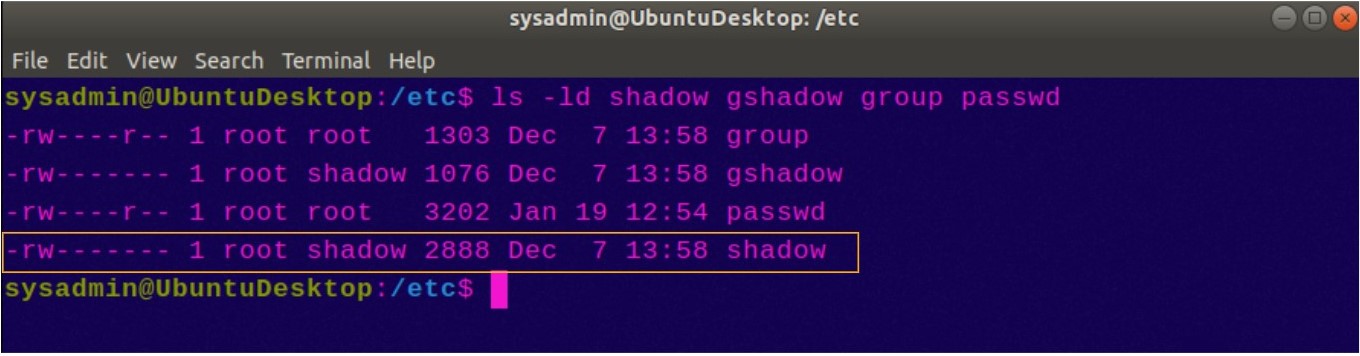 sysadmin@UbuntuDesktop: /etc
File Edit View Search Terminal Help
sysadmin@UbuntuDesktop:/etc$ ls -ld shadow gshadow group passwd
-rw----r-- 1 root root   1303 Dec  7 13:58 group
-rw------- 1 root shadow 1076 Dec  7 13:58 gshadow
-rw----r-- 1 root root   3202 Jan 19 12:54 passwd
-rw------- 1 root shadow 2888 Dec  7 13:58 shadow
sysadmin@UbuntuDesktop:/etc$